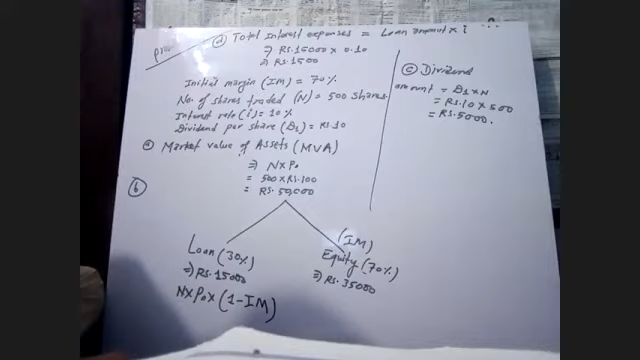 (d) Total Interest expenses = Loan amount x i
⇒ Rs.15000 x 0.10
⇒ Rs.1500
Initial margin (IM) = 70%
No. of shares traded (N) = 500 shares
Interest rate (i) = 10%
Dividend per share (D₁) = Rs.10
(a) Market value of Assets (MVA)
⇒ N x P₀
= 500 x Rs.100
= Rs.50,000
(b)
Loan (30%)
⇒ Rs.15000
N x P₀ x (1-IM)
(IM)
Equity (70%)
⇒ Rs.35000
(c) Dividend
amount = D₁ x N
= Rs.10 x 500
= Rs.5000.